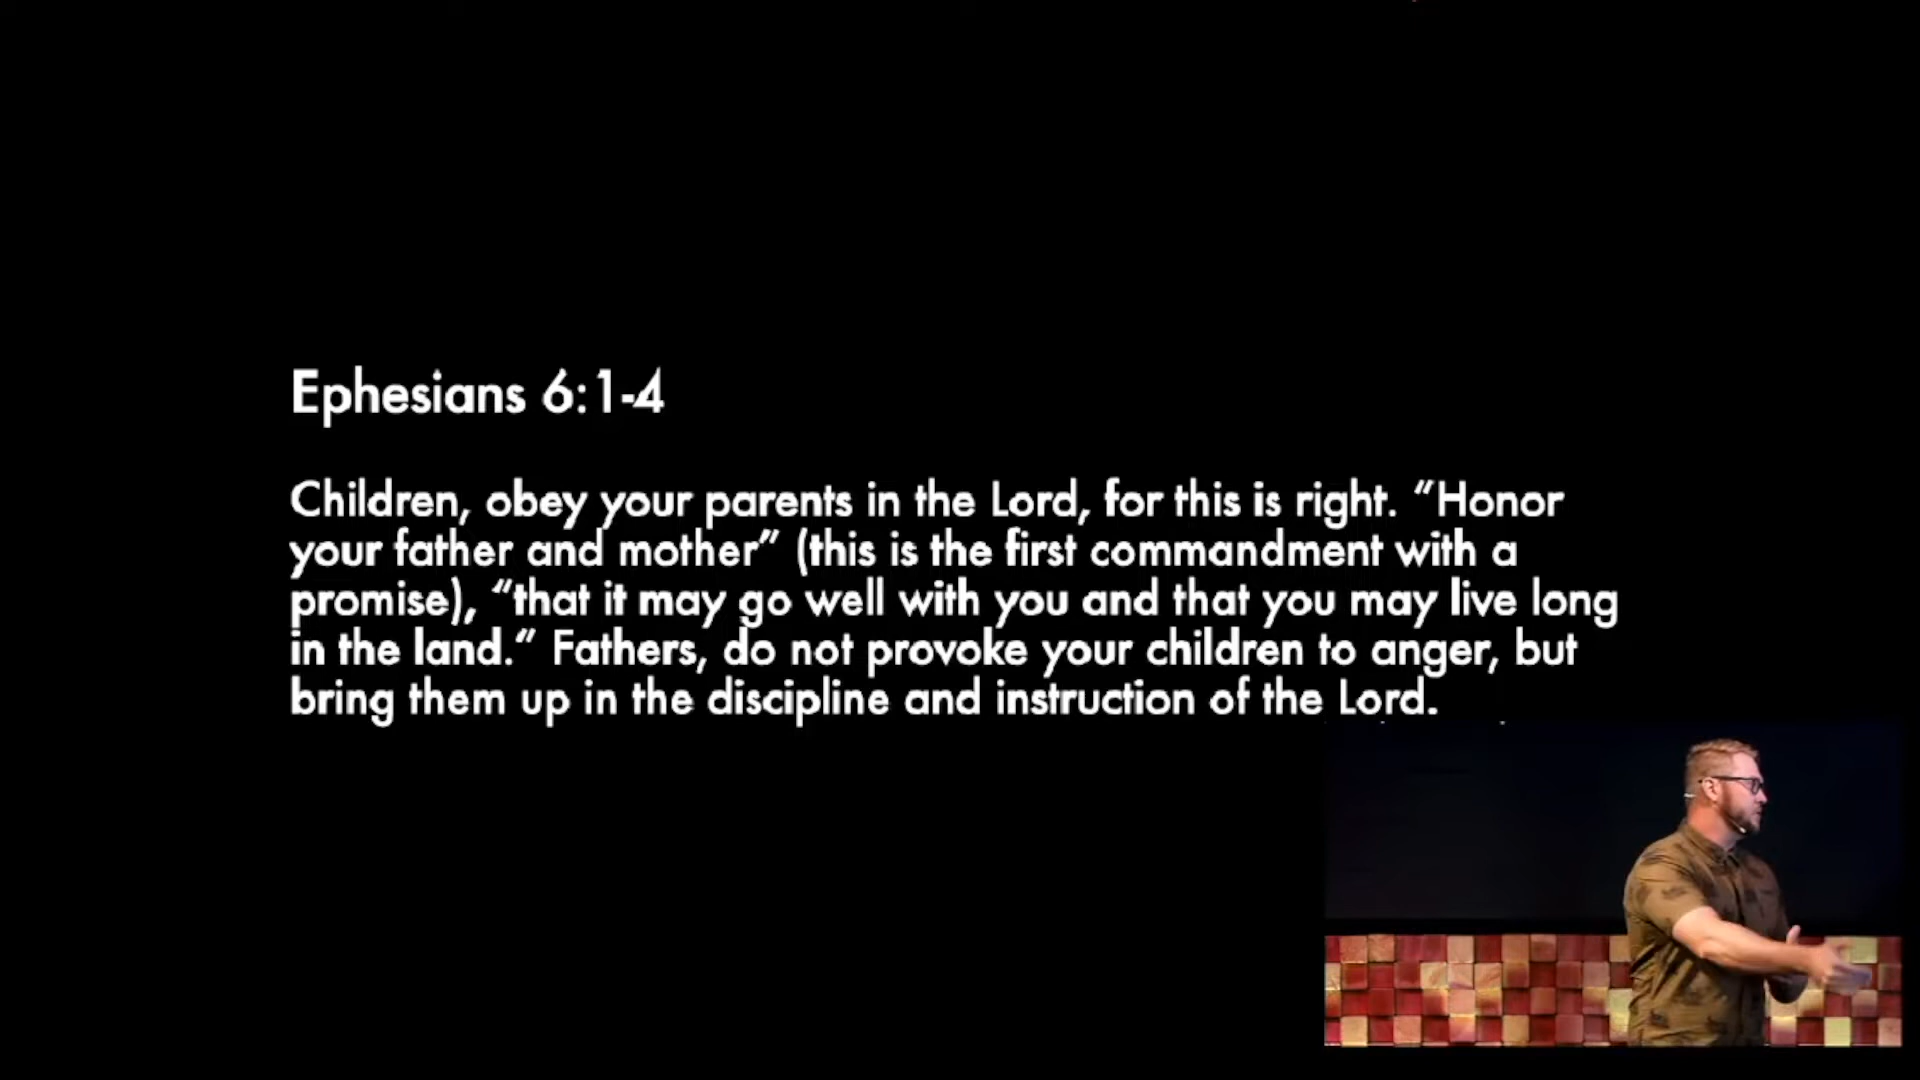 Ephesians 6:1-4
Children, obey your parents in the Lord, for this is right. “Honor
your father and mother” (this is the first commandment with a
promise), “that it may go well with you and that you may live long
in the land.” Fathers, do not provoke your children to anger, but
bring them up in the discipline and instruction of the Lord.